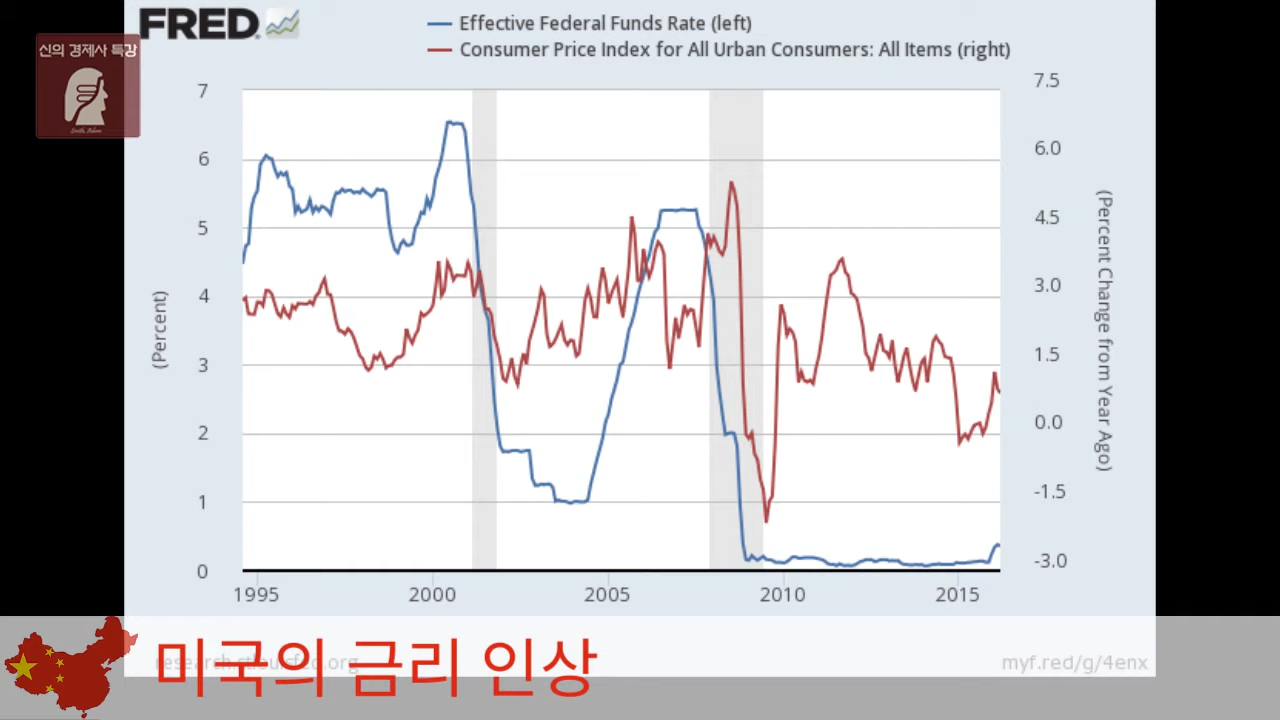 FRED
Effective Federal Funds Rate (left)
Consumer Price Index for All Urban Consumers: All Items (right)
신의 경제사 특강
Smith, Adam
7
6
5
4
3
2
1
0
(Percent)
7.5
6.0
4.5
3.0
1.5
0.0
-1.5
-3.0
(Percent Change from Year Ago)
1995
2000
2005
2010
2015
미국의 금리 인상
research.stlouisfed.org
myf.red/g/4enx